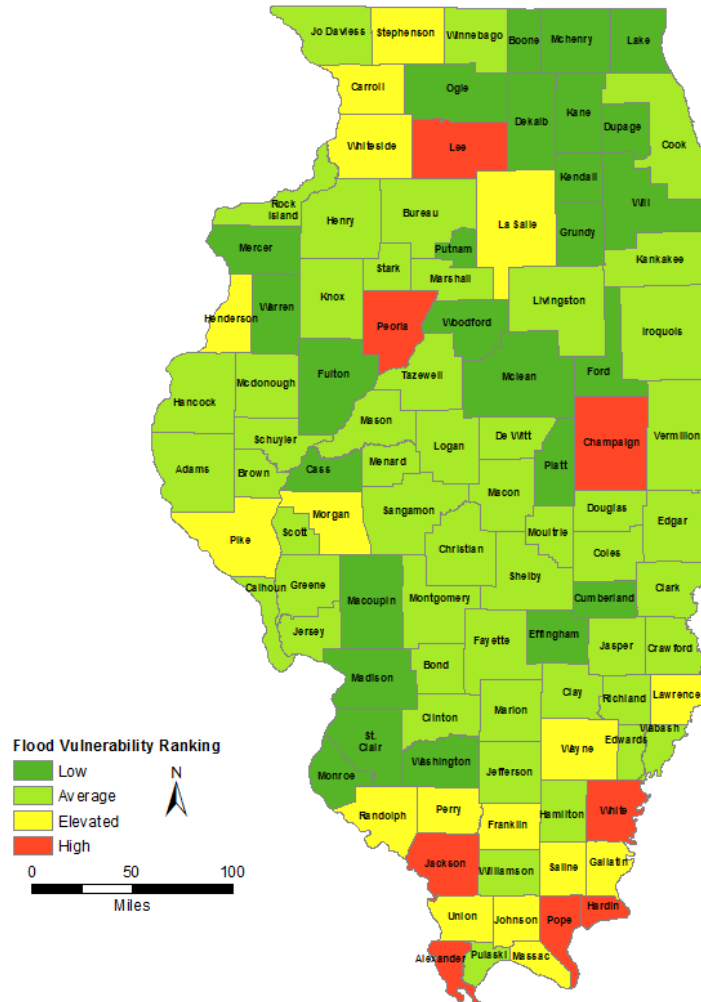 Jo Daviess
Stephenson
Winnebago
Boone
Mchenry
Lake
Carroll
Ogle
Dekalb
Kane
Dupage
Cook
Whiteside
Lee
Kendall
Will
Rock
Island
Henry
Bureau
La Salle
Grundy
Mercer
Putnam
Kankakee
Stark
Marshall
Henderson
Warren
Knox
Peoria
Woodford
Livingston
Iroquois
Fulton
Tazewell
Mclean
Ford
Hancock
Mcdonough
Mason
Schuyler
Logan
De Witt
Champaign
Vermilion
Adams
Brown
Cass
Menard
Piatt
Macon
Pike
Scott
Morgan
Sangamon
Christian
Moultrie
Douglas
Edgar
Coles
Calhoun
Greene
Macoupin
Montgomery
Shelby
Cumberland
Clark
Jersey
Fayette
Effingham
Jasper
Crawford
Madison
Bond
Clay
Richland
Lawrence
St.
Clair
Clinton
Marion
Wayne
Edwards
Wabash
Monroe
Washington
Jefferson
Randolph
Perry
Franklin
Hamilton
White
Jackson
Williamson
Saline
Gallatin
Union
Johnson
Pope
Hardin
Alexander
Pulaski
Massac
Flood Vulnerability Ranking
Low
Average
Elevated
High
N
0 50 100
Miles